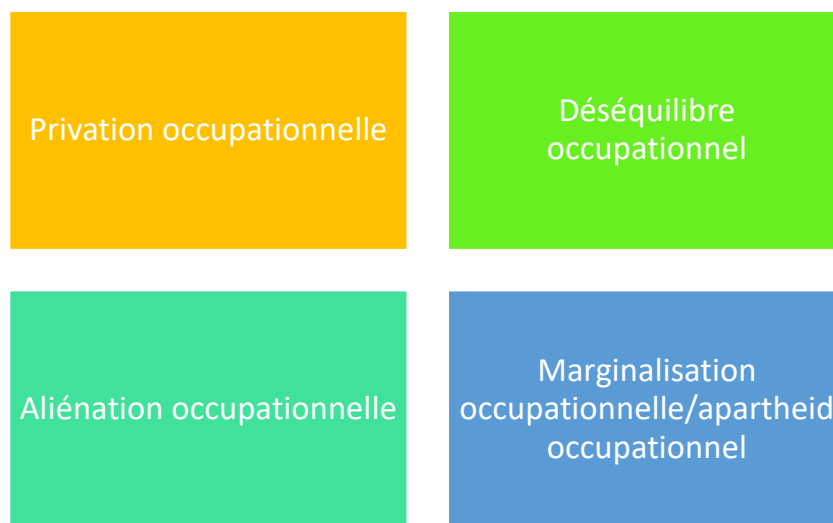 Privation occupationnelle
Déséquilibre
occupationnel
Aliénation occupationnelle
Marginalisation
occupationnelle/apartheid
occupationnel